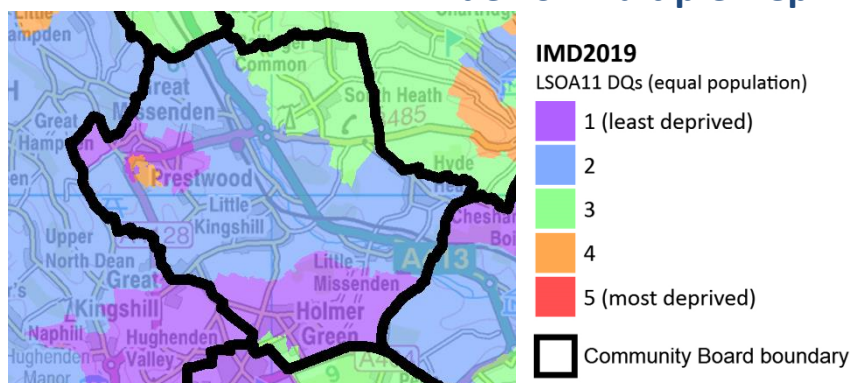 Great
Missenden
Common
South Heath
Great
Prestwood
Little
Kingshill
Upper
North Dean
Great
Kingshill
Little
Missenden
Holmer
Green
Naphill
Hughenden
Valley
Hughenden
Manor
A413
IMD2019
LSOA11 DQs (equal population)
1 (least deprived)
2
3
4
5 (most deprived)
Community Board boundary